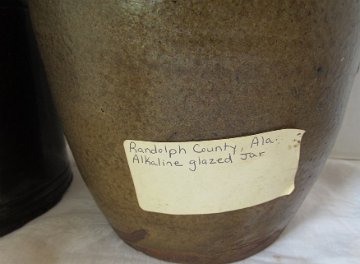 Randolph County, Ala.
Alkaline glazed Jar